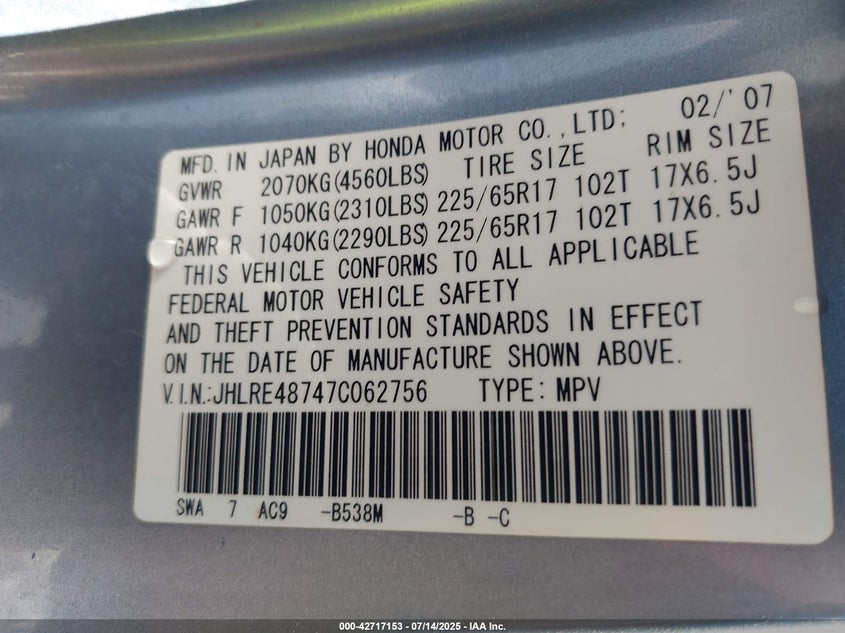 MFD. IN JAPAN BY HONDA MOTOR CO.,LTD; 02/'07
GVWR 2070KG(4560LBS) TIRE SIZE RIM SIZE
GAWR F 1050KG(2310LBS) 225/65R17 102T 17X6.5J
GAWR R 1040KG(2290LBS) 225/65R17 102T 17X6.5J
THIS VEHICLE CONFORMS TO ALL APPLICABLE
FEDERAL MOTOR VEHICLE SAFETY
AND THEFT PREVENTION STANDARDS IN EFFECT
ON THE DATE OF MANUFACTURE SHOWN ABOVE.
V.I.N.:JHLRE48747C062756 TYPE: MPV
SWA 7 AC9 -B538M -B -C
000-42717153 - 07/14/2025 - IAA Inc.